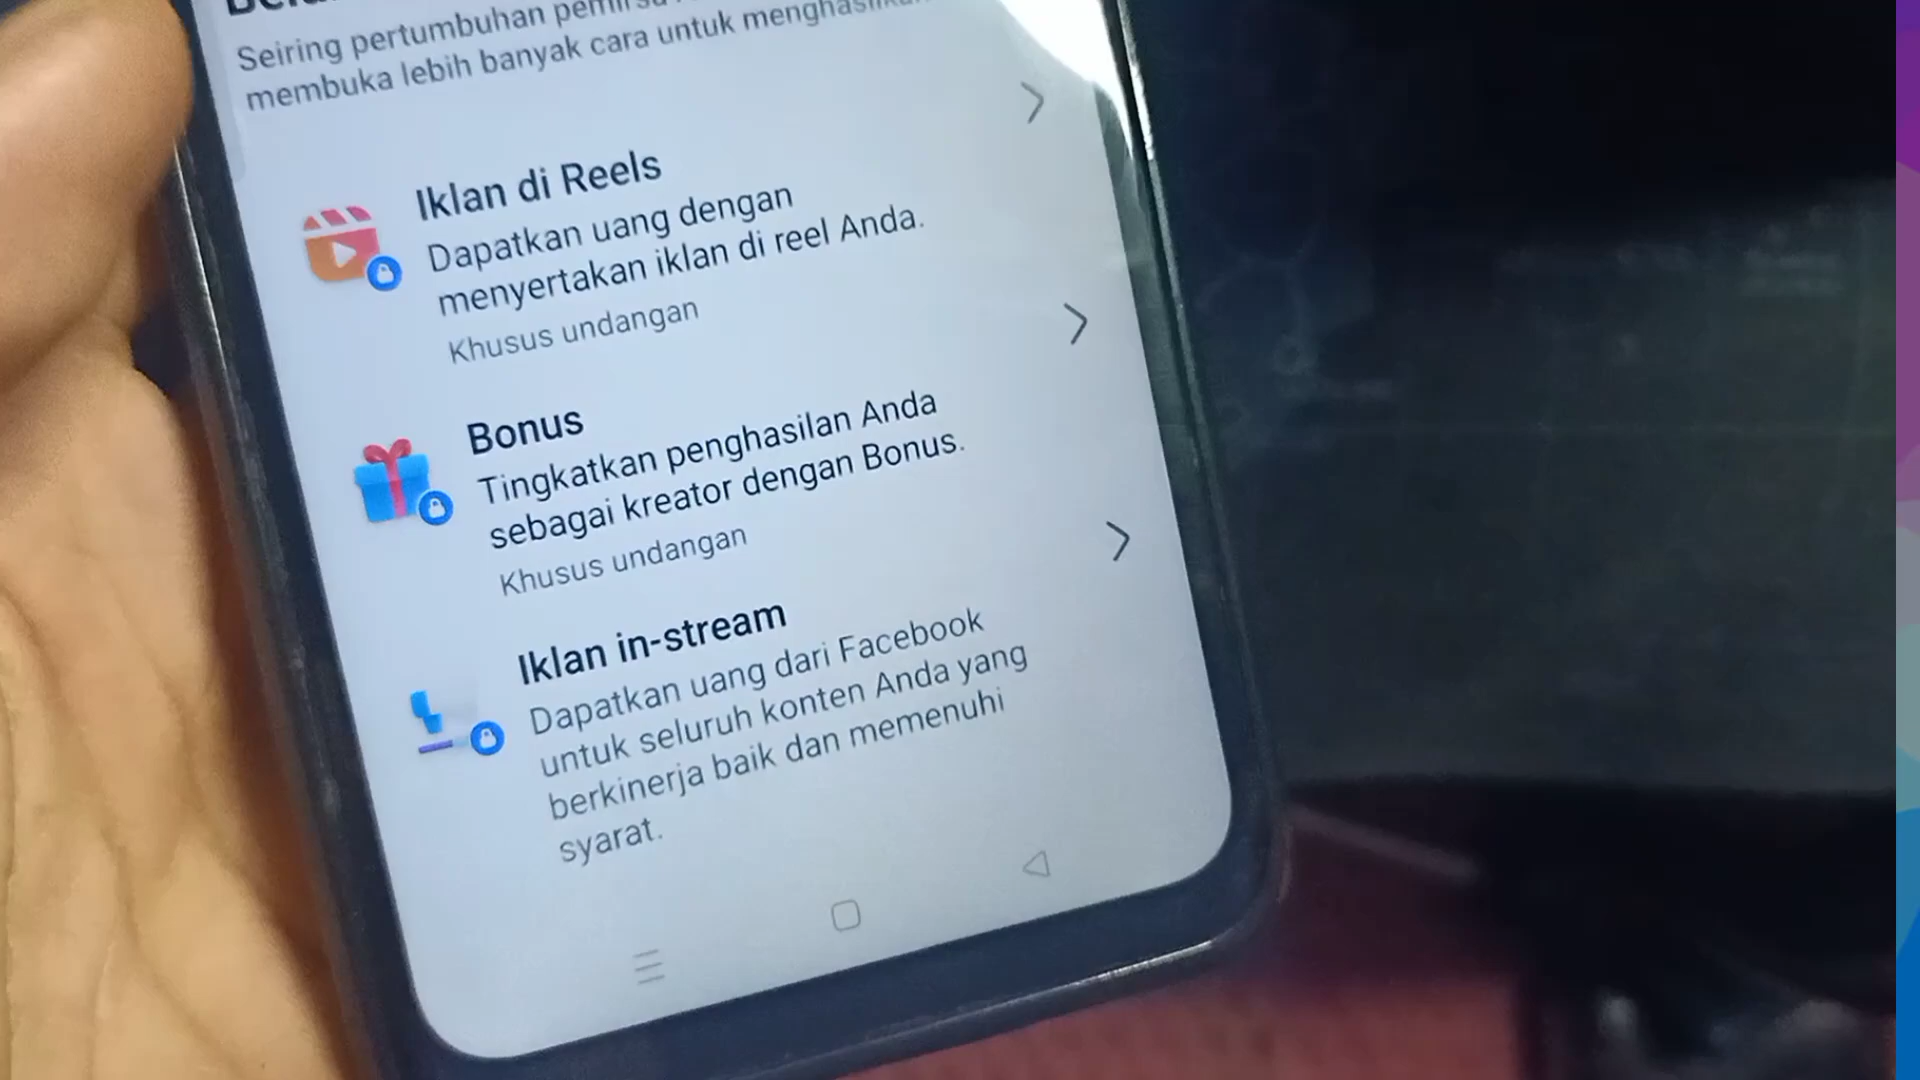 Seiring pertumbuhan
membuka lebih banyak cara untuk
Iklan di Reels
Dapatkan uang dengan
menyertakan iklan di reel Anda.
Khusus undangan
Bonus
Tingkatkan penghasilan Anda
sebagai kreator dengan Bonus.
Khusus undangan
Iklan in-stream
Dapatkan uang dari Facebook
untuk seluruh konten Anda yang
berkinerja baik dan memenuhi
syarat.